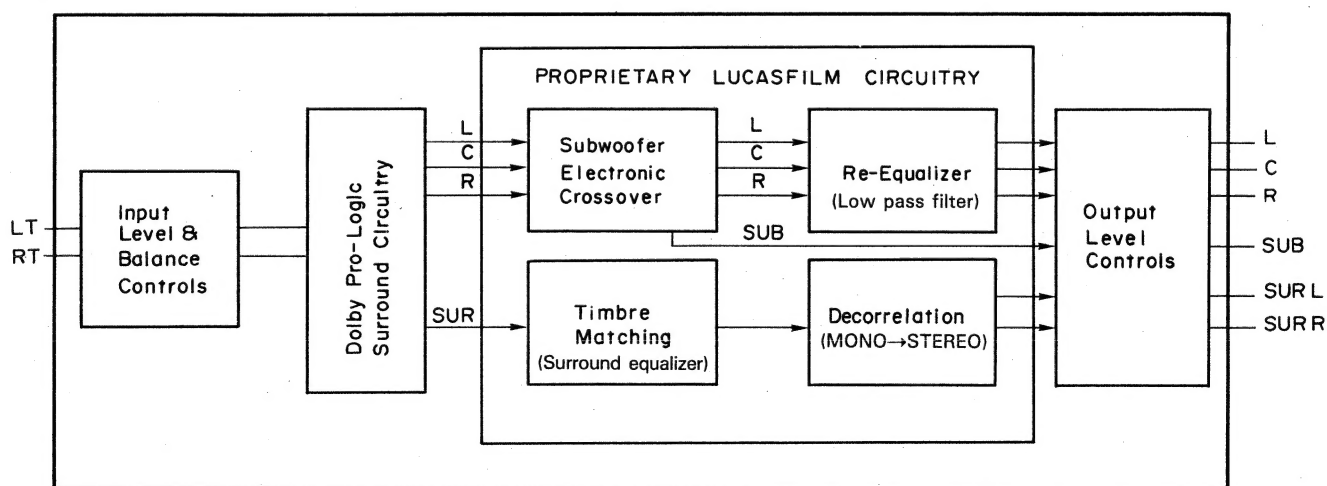 PROPRIETARY LUCASFILM CIRCUITRY
LT
RT
Input
Level &
Balance
Controls
Dolby Pro-Logic
Surround Circuitry
L
C
R
SUR
Subwoofer
Electronic
Crossover
L
C
R
SUB
Re-Equalizer
(Low pass filter)
Timbre
Matching
(Surround equalizer)
Decorrelation
(MONO→STEREO)
Output
Level
Controls
L
C
R
SUB
SUR L
SUR R